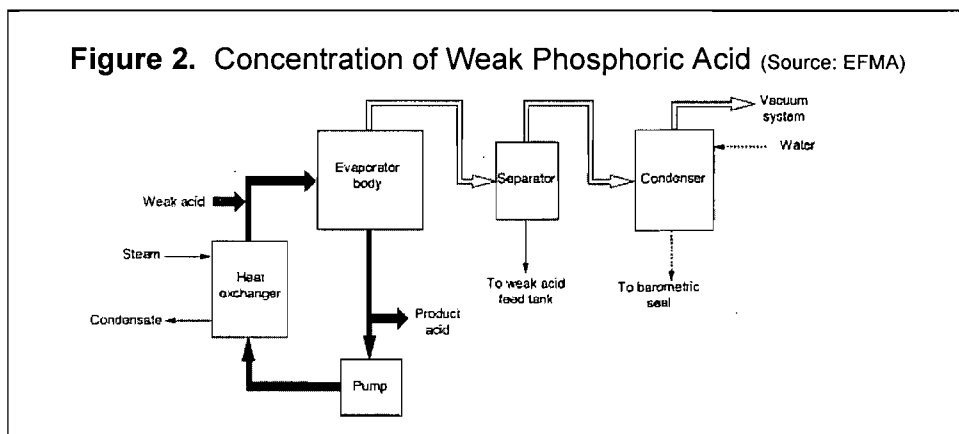 Figure 2. Concentration of Weak Phosphoric Acid (Source: EFMA)
Vacuum
system
Water
Evaporator
body
Separator
Condenser
Weak acid
Steam
Heat
exchanger
To weak acid
feed tank
To barometric
seal
Condensate
Product
acid
Pump